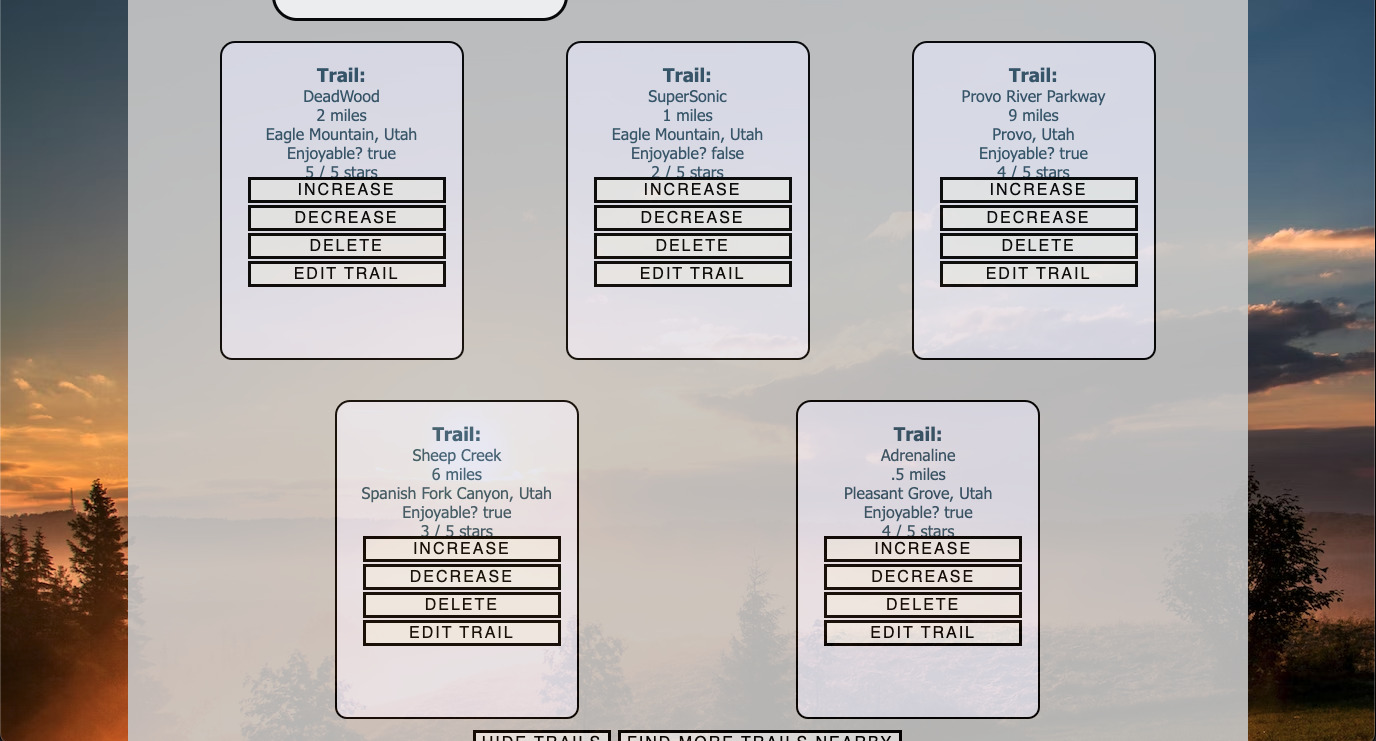 Trail:
DeadWood
2 miles
Eagle Mountain, Utah
Enjoyable? true
5 / 5 stars
INCREASE
DECREASE
DELETE
EDIT TRAIL
Trail:
SuperSonic
1 miles
Eagle Mountain, Utah
Enjoyable? false
2 / 5 stars
INCREASE
DECREASE
DELETE
EDIT TRAIL
Trail:
Provo River Parkway
9 miles
Provo, Utah
Enjoyable? true
4 / 5 stars
INCREASE
DECREASE
DELETE
EDIT TRAIL
Trail:
Sheep Creek
6 miles
Spanish Fork Canyon, Utah
Enjoyable? true
3 / 5 stars
INCREASE
DECREASE
DELETE
EDIT TRAIL
Trail:
Adrenaline
.5 miles
Pleasant Grove, Utah
Enjoyable? true
4 / 5 stars
INCREASE
DECREASE
DELETE
EDIT TRAIL
HIDE TRAILS
FIND MORE TRAILS NEARBY